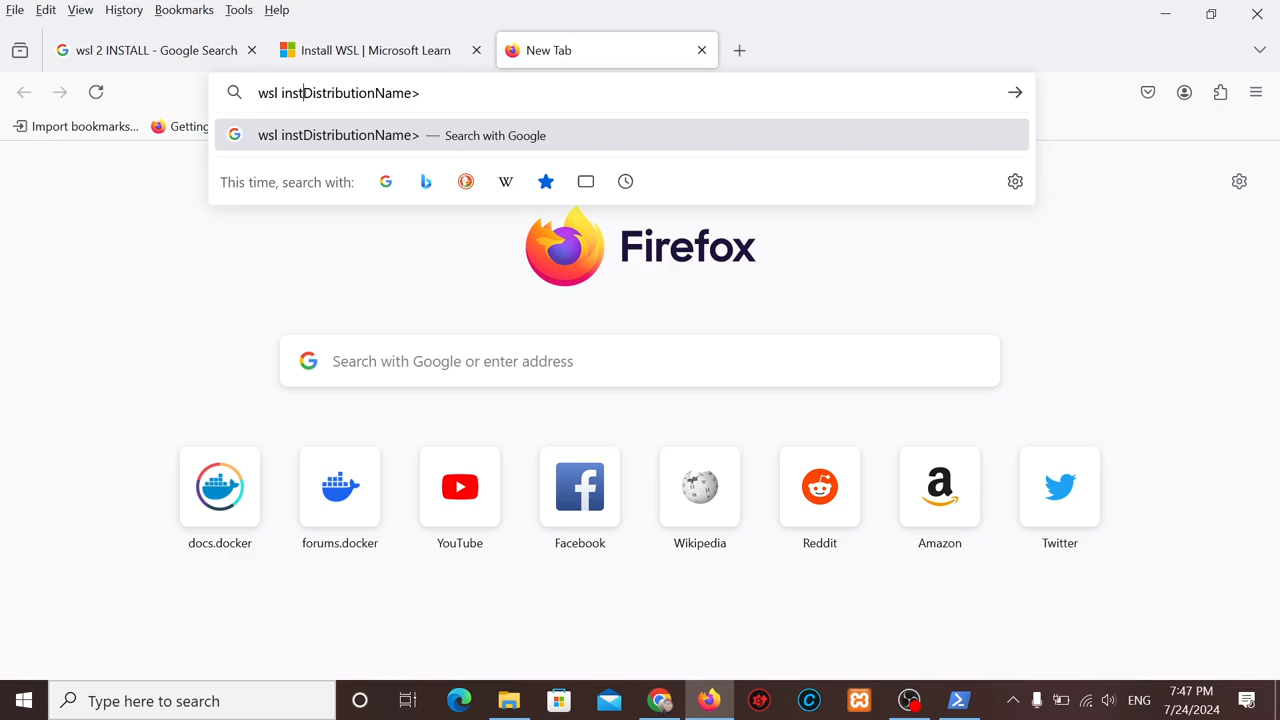 File Edit View History Bookmarks Tools Help
wsl 2 INSTALL - Google Search
Install WSL | Microsoft Learn
New Tab
wsl instDistributionName>
Import bookmarks...
Getting
wsl instDistributionName> — Search with Google
This time, search with:
Firefox
Search with Google or enter address
docs.docker
forums.docker
YouTube
Facebook
Wikipedia
Reddit
Amazon
Twitter
Type here to search
ENG
7:47 PM
7/24/2024